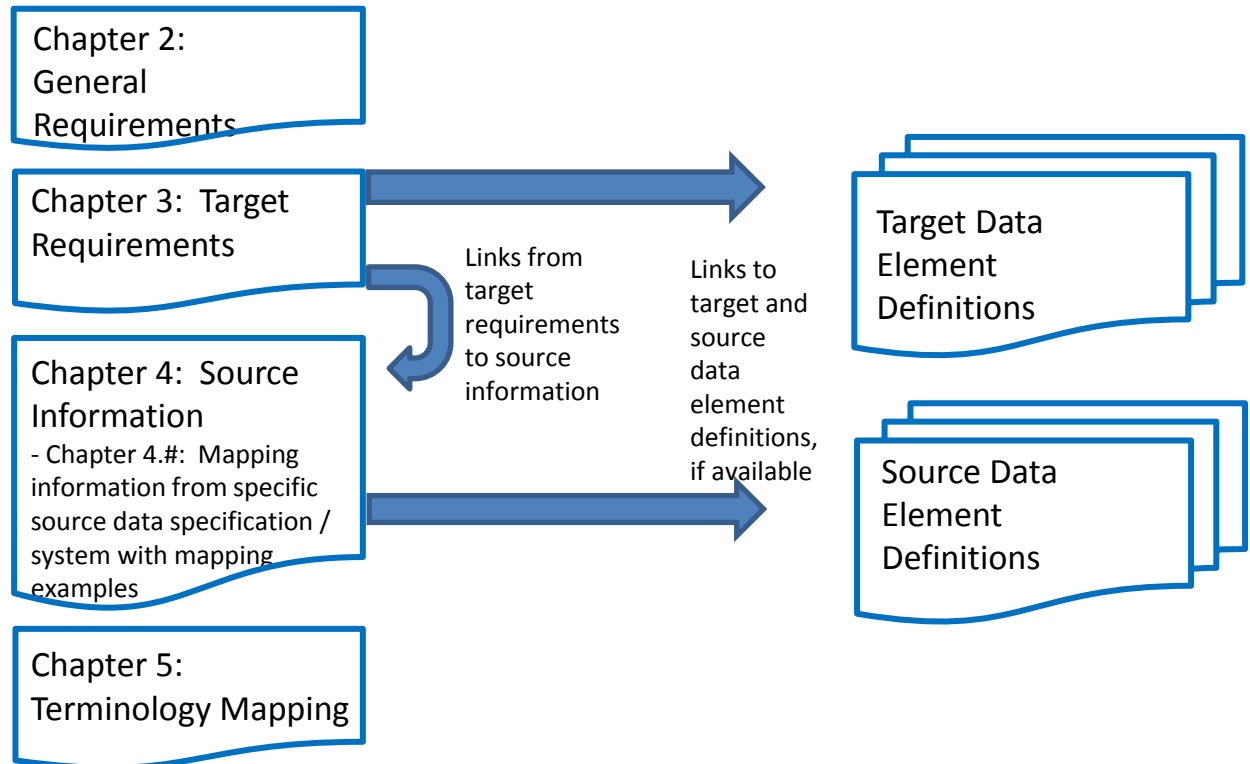 Chapter 2:
General
Requirements
Chapter 3:  Target
Requirements
Links from
target
requirements
to source
information
Links to
target and
source
data
element
definitions,
if available
Target Data
Element
Definitions
Chapter 4:  Source
Information
- Chapter 4.#:  Mapping
information from specific
source data specification /
system with mapping
examples
Source Data
Element
Definitions
Chapter 5:
Terminology Mapping